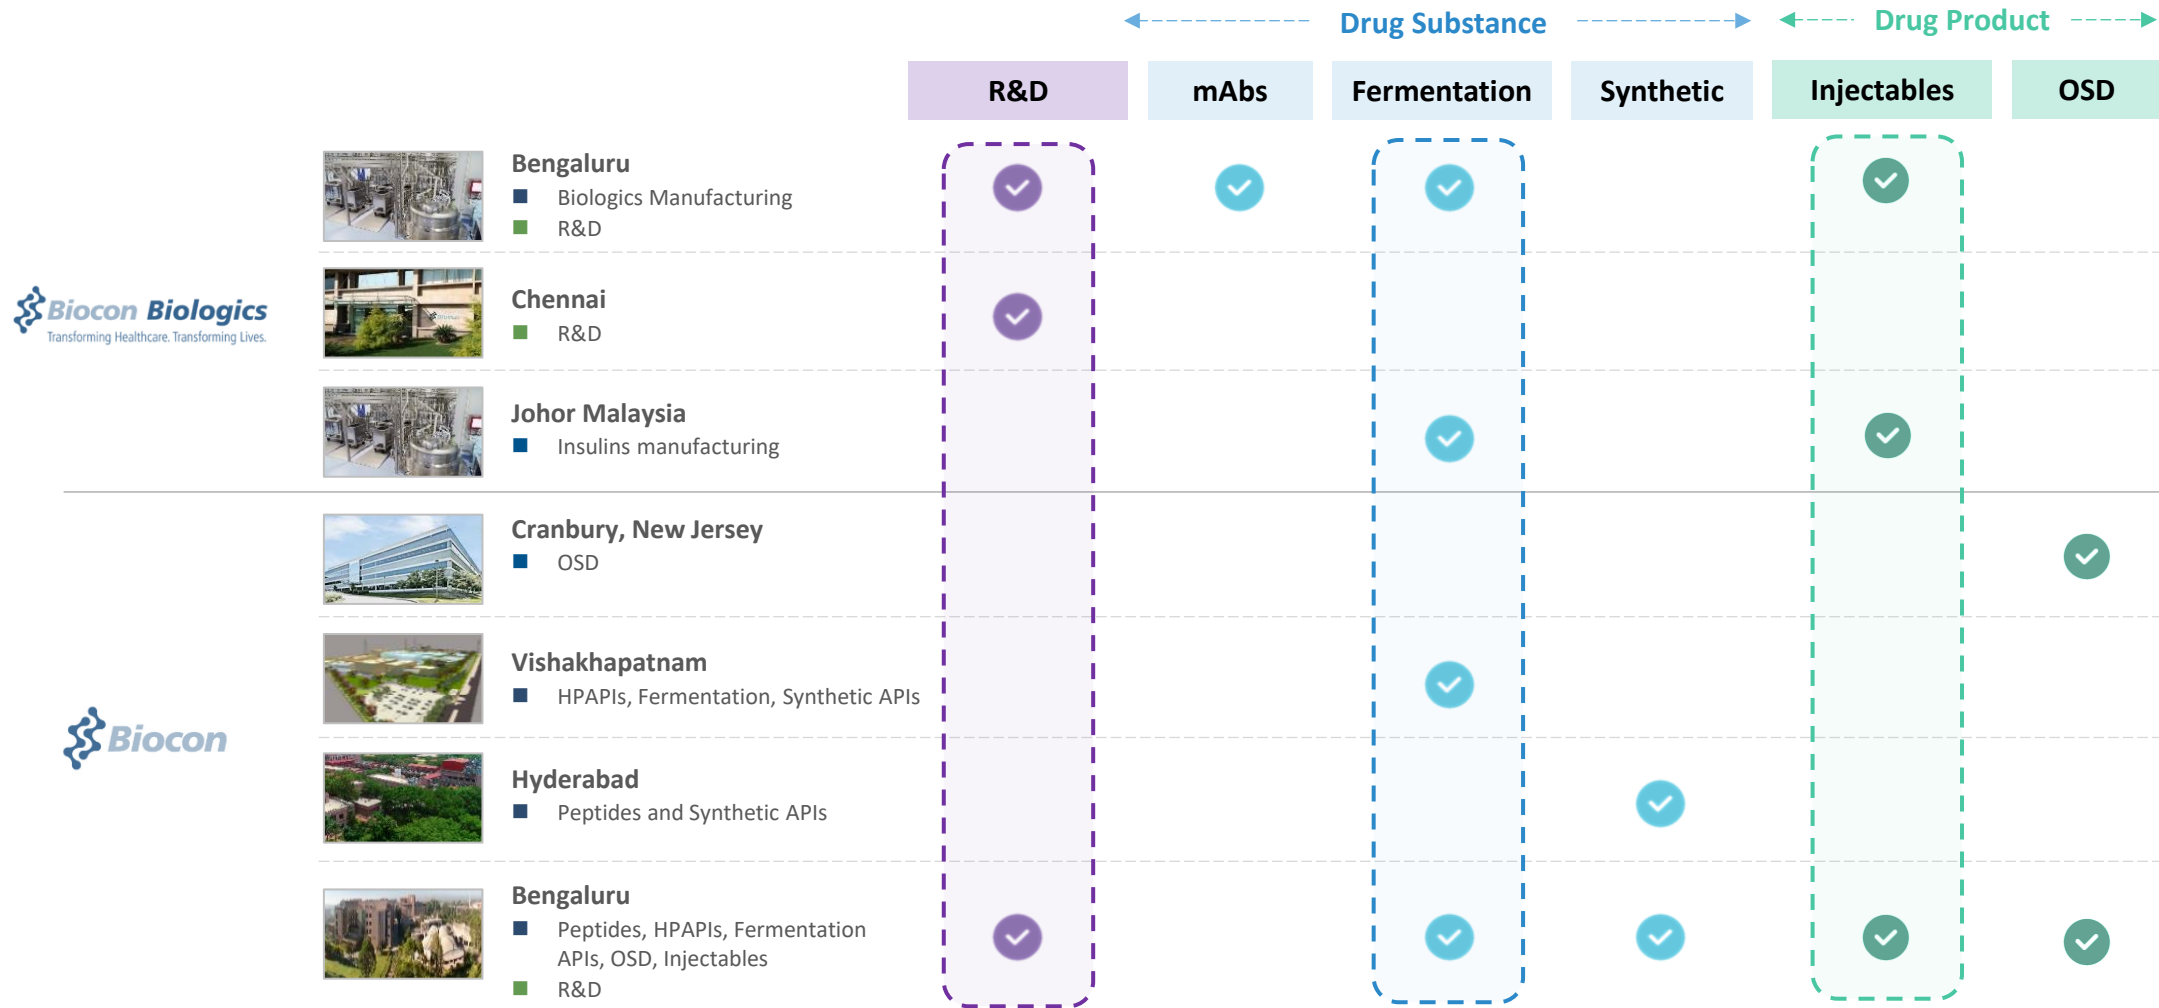 Drug Substance
Drug Product
R&D
mAbs
Fermentation
Synthetic
Injectables
OSD
Bengaluru
Biologics Manufacturing
R&D
Biocon Biologics
Transforming Healthcare. Transforming Lives.
Chennai
R&D
Johor Malaysia
Insulins manufacturing
Cranbury, New Jersey
OSD
Vishakhapatnam
HPAPIs, Fermentation, Synthetic APIs
Biocon
Hyderabad
Peptides and Synthetic APIs
Bengaluru
Peptides, HPAPIs, Fermentation
APIs, OSD, Injectables
R&D